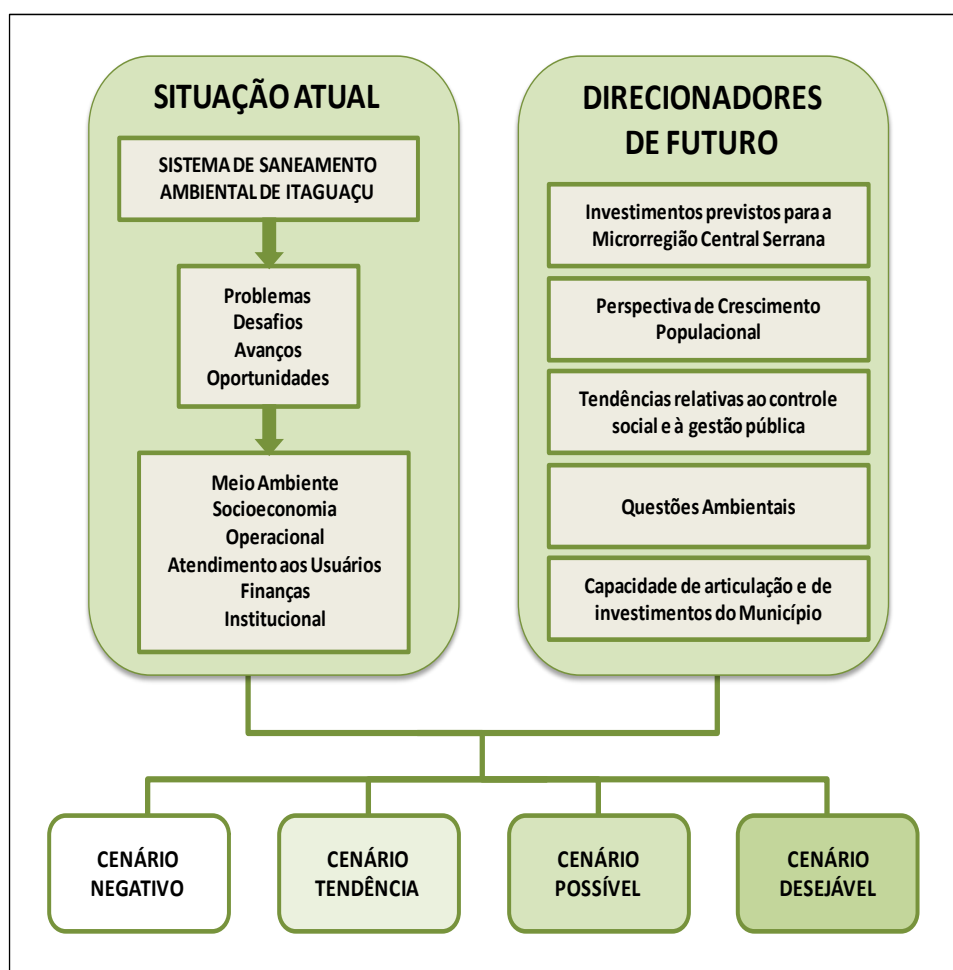 SITUAÇÃO ATUAL
SISTEMA DE SANEAMENTO
AMBIENTAL DE ITAGUAÇU
Problemas
Desafios
Avanços
Oportunidades
Meio Ambiente
Socioeconomia
Operacional
Atendimento aos Usuários
Finanças
Institucional
DIRECIONADORES
DE FUTURO
Investimentos previstos para a
Microrregião Central Serrana
Perspectiva de Crescimento
Populacional
Tendências relativas ao controle
social e à gestão pública
Questões Ambientais
Capacidade de articulação e de
investimentos do Município
CENÁRIO
NEGATIVO
CENÁRIO
TENDÊNCIA
CENÁRIO
POSSÍVEL
CENÁRIO
DESEJÁVEL